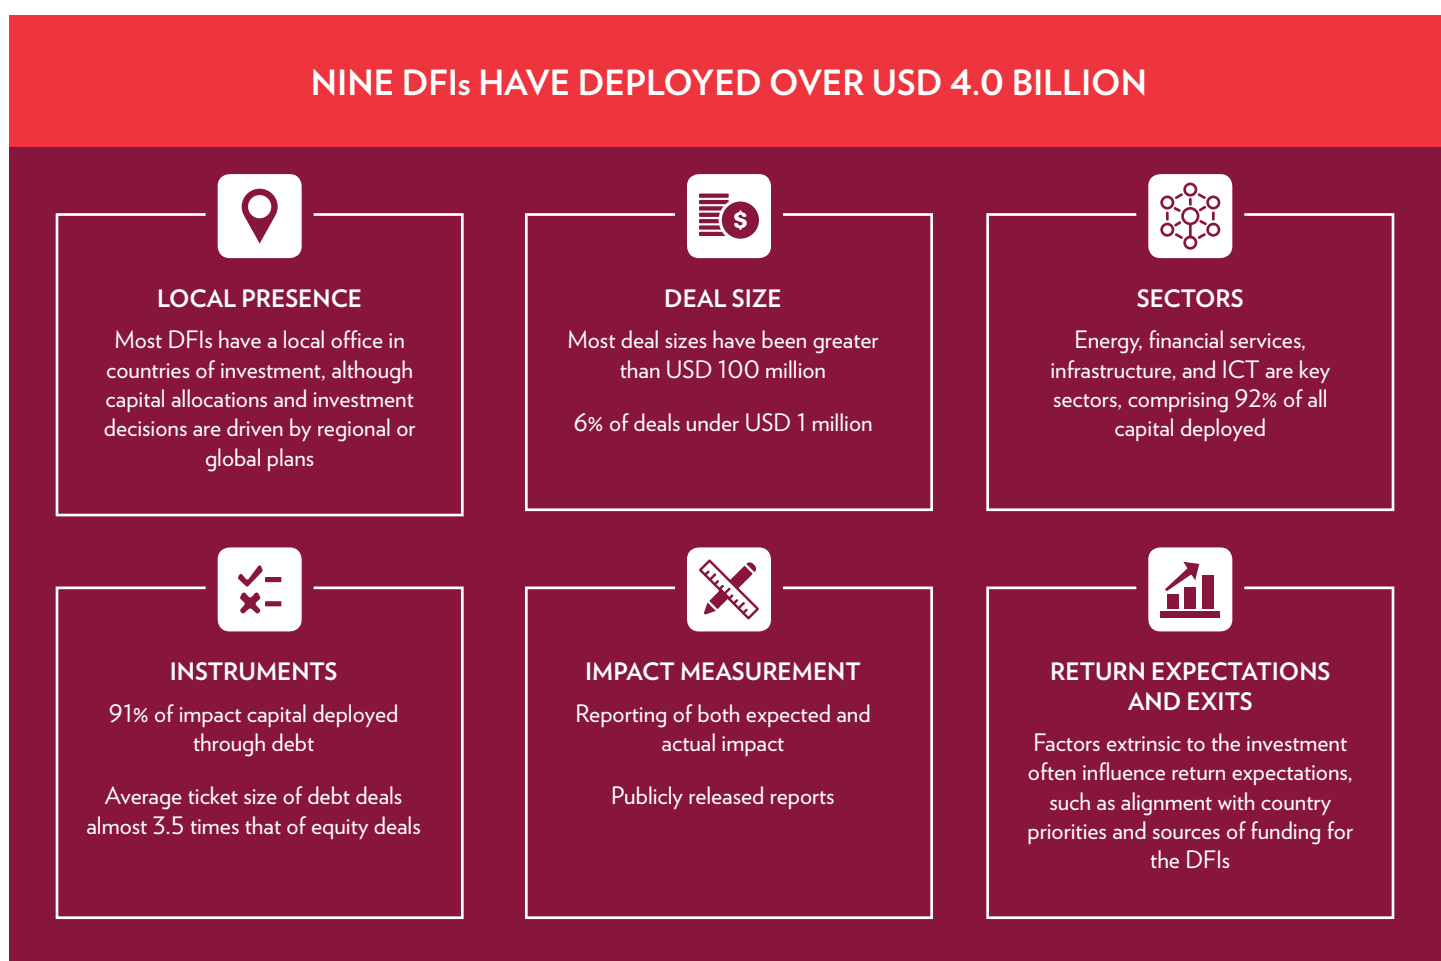 NINE DFIs HAVE DEPLOYED OVER USD 4.0 BILLION
LOCAL PRESENCE
Most DFIs have a local office in
countries of investment, although
capital allocations and investment
decisions are driven by regional or
global plans
$
DEAL SIZE
Most deal sizes have been greater
than USD 100 million
6% of deals under USD 1 million
SECTORS
Energy, financial services,
infrastructure, and ICT are key
sectors, comprising 92% of all
capital deployed
INSTRUMENTS
91% of impact capital deployed
through debt
Average ticket size of debt deals
almost 3.5 times that of equity deals
IMPACT MEASUREMENT
Reporting of both expected and
actual impact
Publicly released reports
RETURN EXPECTATIONS
AND EXITS
Factors extrinsic to the investment
often influence return expectations,
such as alignment with country
priorities and sources of funding for
the DFIs